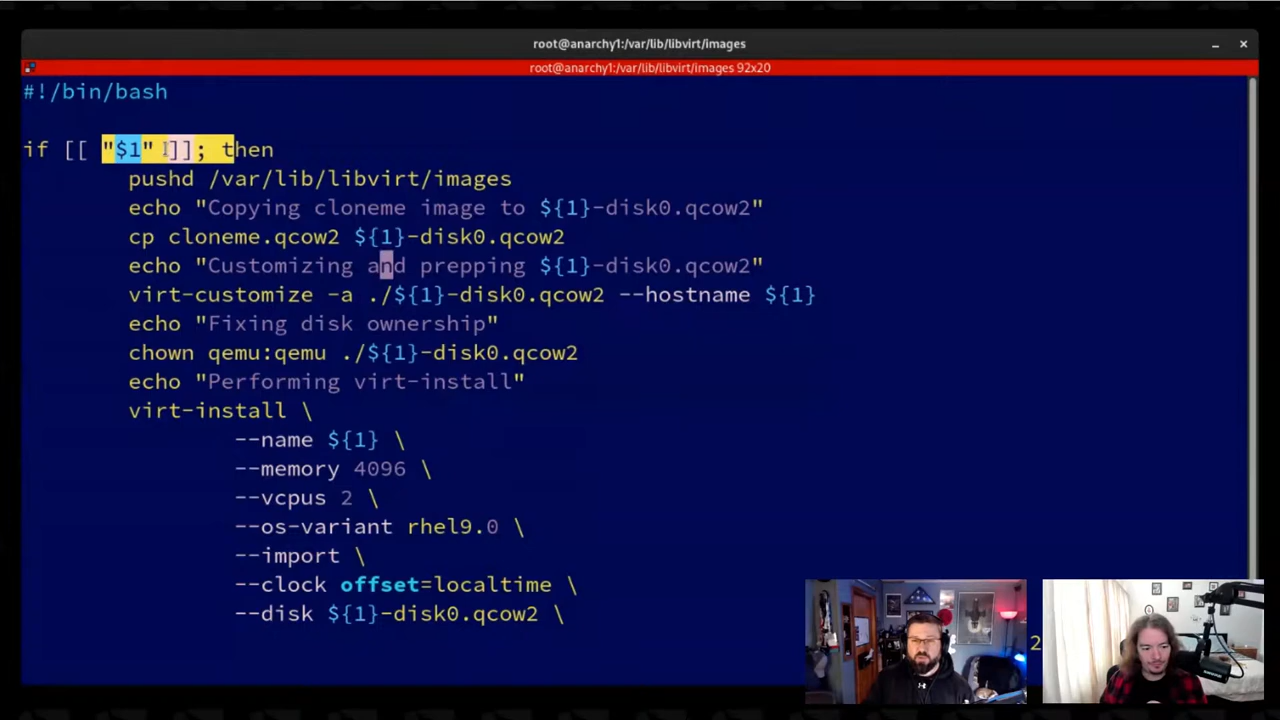 root@anarchy1:/var/lib/libvirt/images
root@anarchy1:/var/lib/libvirt/images 92x20
#!/bin/bash
if [[ "$1" ]]; then
pushd /var/lib/libvirt/images
echo "Copying cloneme image to ${1}-disk0.qcow2"
cp cloneme.qcow2 ${1}-disk0.qcow2
echo "Customizing and prepping ${1}-disk0.qcow2"
virt-customize -a ./${1}-disk0.qcow2 --hostname ${1}
echo "Fixing disk ownership"
chown qemu:qemu ./${1}-disk0.qcow2
echo "Performing virt-install"
virt-install \
--name ${1} \
--memory 4096 \
--vcpus 2 \
--os-variant rhel9.0 \
--import \
--clock offset=localtime \
--disk ${1}-disk0.qcow2 \
2